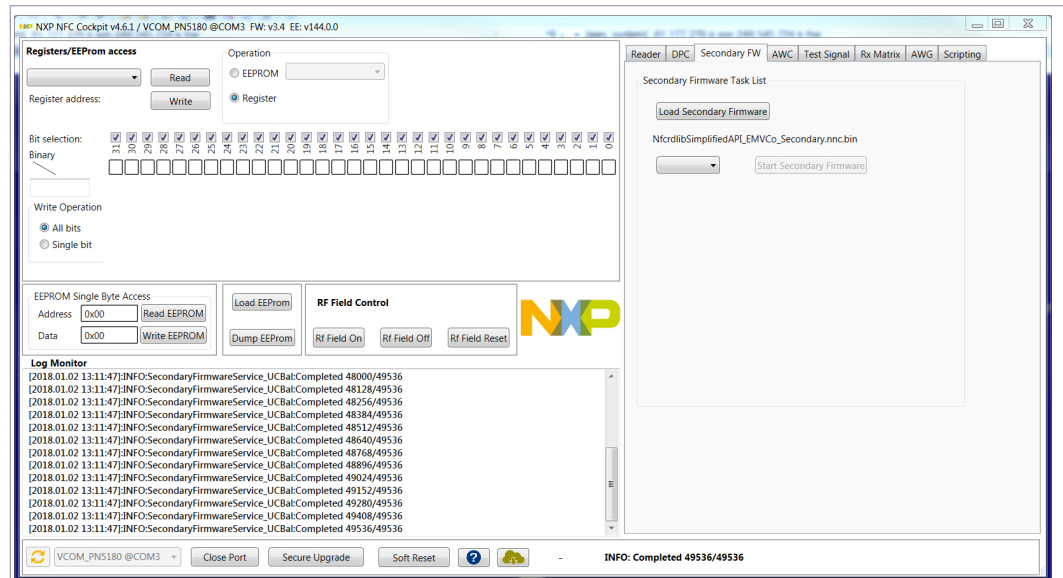 NXP NXP NFC Cockpit v4.6.1 / VCOM_PN5180 @COM3 FW: v3.4 EE: v144.0.0
Registers/EEProm access
Read
Register address:
Write
Operation
EEPROM
Register
Bit selection:
31 30 29 28 27 26 25 24 23 22 21 20 19 18 17 16 15 14 13 12 11 10 9 8 7 6 5 4 3 2 1 0
Binary
Write Operation
All bits
Single bit
EEPROM Single Byte Access
Address 0x00 Read EEPROM
Data 0x00 Write EEPROM
Load EEProm
Dump EEProm
RF Field Control
Rf Field On Rf Field Off Rf Field Reset
NXP
Log Monitor
[2018.01.02 13:11:47]:INFO:SecondaryFirmwareService_UCBal:Completed 48000/49536
[2018.01.02 13:11:47]:INFO:SecondaryFirmwareService_UCBal:Completed 48128/49536
[2018.01.02 13:11:47]:INFO:SecondaryFirmwareService_UCBal:Completed 48256/49536
[2018.01.02 13:11:47]:INFO:SecondaryFirmwareService_UCBal:Completed 48384/49536
[2018.01.02 13:11:47]:INFO:SecondaryFirmwareService_UCBal:Completed 48512/49536
[2018.01.02 13:11:47]:INFO:SecondaryFirmwareService_UCBal:Completed 48640/49536
[2018.01.02 13:11:47]:INFO:SecondaryFirmwareService_UCBal:Completed 48768/49536
[2018.01.02 13:11:47]:INFO:SecondaryFirmwareService_UCBal:Completed 48896/49536
[2018.01.02 13:11:47]:INFO:SecondaryFirmwareService_UCBal:Completed 49024/49536
[2018.01.02 13:11:47]:INFO:SecondaryFirmwareService_UCBal:Completed 49152/49536
[2018.01.02 13:11:47]:INFO:SecondaryFirmwareService_UCBal:Completed 49280/49536
[2018.01.02 13:11:47]:INFO:SecondaryFirmwareService_UCBal:Completed 49408/49536
[2018.01.02 13:11:47]:INFO:SecondaryFirmwareService_UCBal:Completed 49536/49536
Reader DPC Secondary FW AWC Test Signal Rx Matrix AWG Scripting
Secondary Firmware Task List
Load Secondary Firmware
NfcrdlibSimplifiedAPI_EMVCo_Secondary.nnc.bin
Start Secondary Firmware
VCOM_PN5180 @COM3 Close Port Secure Upgrade Soft Reset ? - INFO: Completed 49536/49536